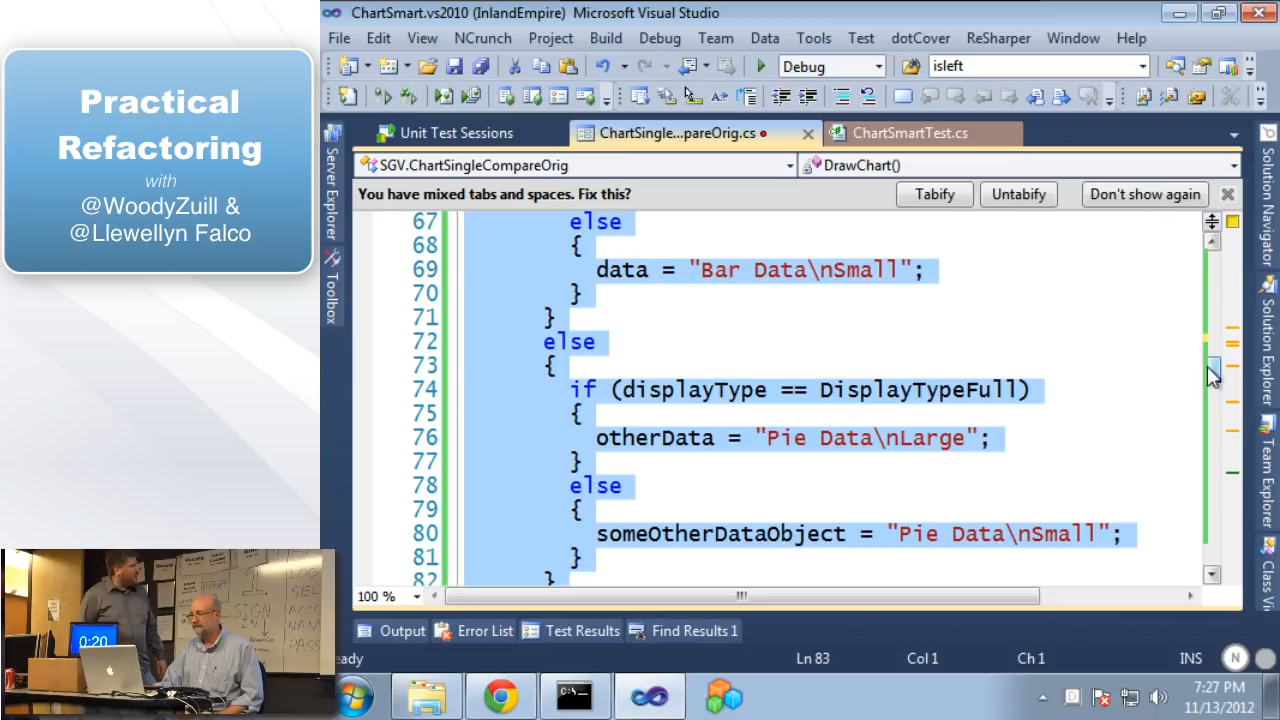 Practical
Refactoring
with
@WoodyZuill &
@Llewellyn Falco
ChartSmart.vs2010 (InlandEmpire) Microsoft Visual Studio
File Edit View NCrunch Project Build Debug Team Data Tools Test dotCover ReSharper Window Help
Debug isleft
Unit Test Sessions ChartSingle...pareOrig.cs ChartSmartTest.cs
SGV.ChartSingleCompareOrig DrawChart()
You have mixed tabs and spaces. Fix this? Tabify Untabify Don't show again
67 else
68 {
69 data = "Bar Data\nSmall";
70 }
71 }
72 else
73 {
74 if (displayType == DisplayTypeFull)
75 {
76 otherData = "Pie Data\nLarge";
77 }
78 else
79 {
80 someOtherDataObject = "Pie Data\nSmall";
81 }
82 }
100 %
Server Explorer
Toolbox
Solution Navigator
Solution Explorer
Team Explorer
Class View
Output Error List Test Results Find Results 1
eady Ln 83 Col 1 Ch 1 INS N
7:27 PM
11/13/2012
0:20
SIGN
IN